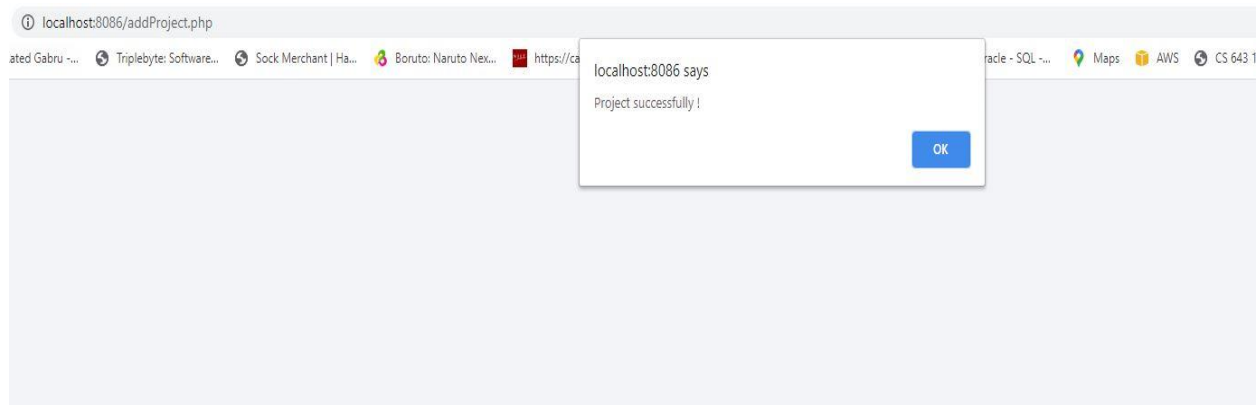 localhost:8086/addProject.php
ated Gabru -... Triplebyte: Software... Sock Merchant | Ha... Boruto: Naruto Nex... https://ca racle - SQL -... Maps AWS CS 643 1
localhost:8086 says
Project successfully !
OK